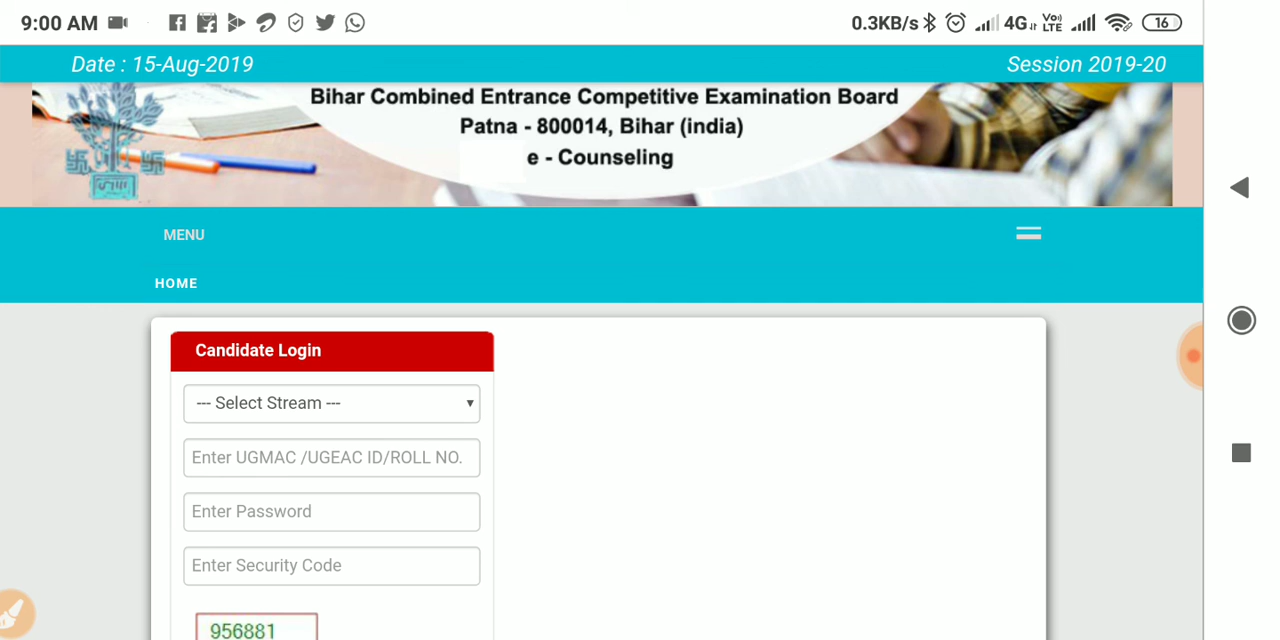 9:00 AM
0.3KB/s 4G Vo)) LTE 16
Date : 15-Aug-2019
Session 2019-20
Bihar Combined Entrance Competitive Examination Board
Patna - 800014, Bihar (india)
e - Counseling
MENU
HOME
Candidate Login
--- Select Stream ---
Enter UGMAC /UGEAC ID/ROLL NO.
Enter Password
Enter Security Code
956881